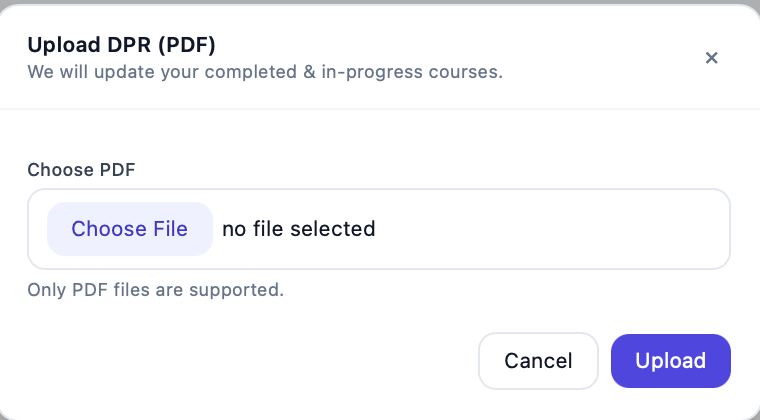 Upload DPR (PDF)
We will update your completed & in-progress courses.
×
Choose PDF
Choose File no file selected
Only PDF files are supported.
Cancel Upload